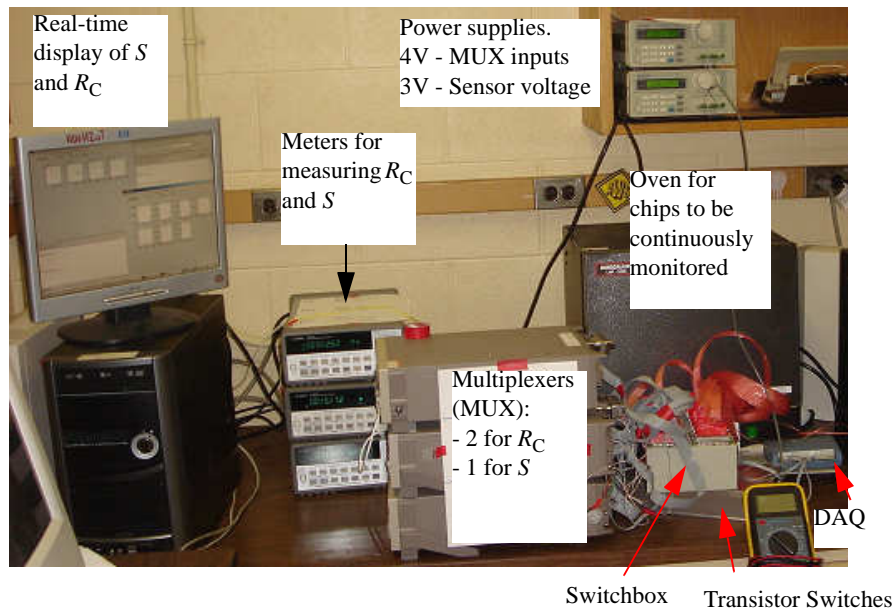 Real-time
display of S
and RC
Power supplies.
4V - MUX inputs
3V - Sensor voltage
Meters for
measuring RC
and S
Oven for
chips to be
continuously
monitored
Multiplexers
(MUX):
- 2 for RC
- 1 for S
DAQ
Switchbox
Transistor Switches